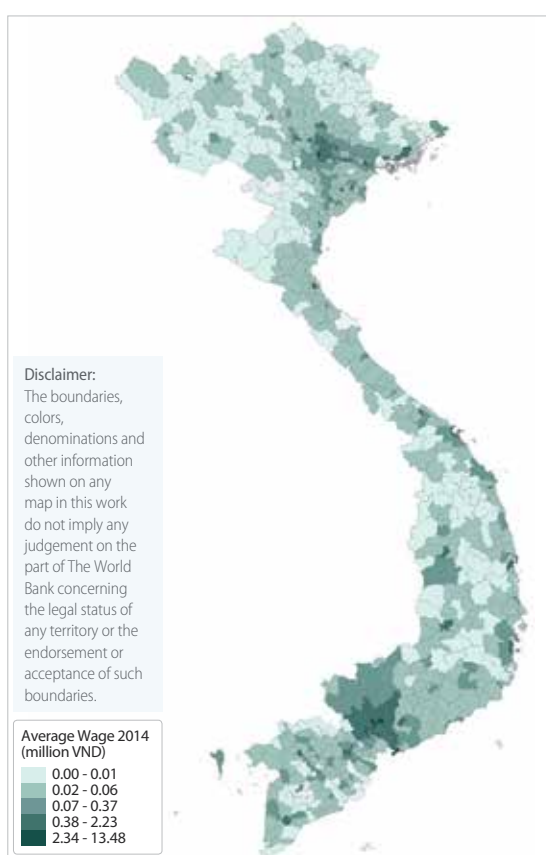 Disclaimer:
The boundaries,
colors,
denominations and
other information
shown on any
map in this work
do not imply any
judgement on the
part of The World
Bank concerning
the legal status of
any territory or the
endorsement or
acceptance of such
boundaries.
Average Wage 2014
(million VND)
0.00 - 0.01
0.02 - 0.06
0.07 - 0.37
0.38 - 2.23
2.34 - 13.48